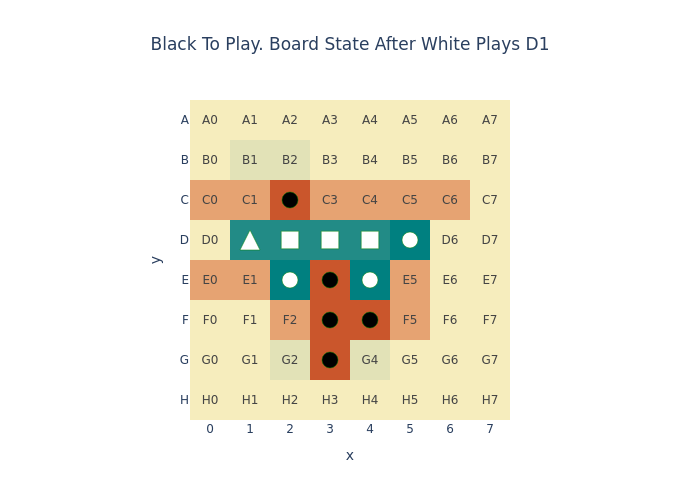 Black To Play. Board State After White Plays D1
A A0 A1 A2 A3 A4 A5 A6 A7
B B0 B1 B2 B3 B4 B5 B6 B7
C C0 C1 C3 C4 C5 C6 C7
D D0 D6 D7
y
E E0 E1 E5 E6 E7
F F0 F1 F2 F5 F6 F7
G G0 G1 G2 G4 G5 G6 G7
H H0 H1 H2 H3 H4 H5 H6 H7
0 1 2 3 4 5 6 7
x